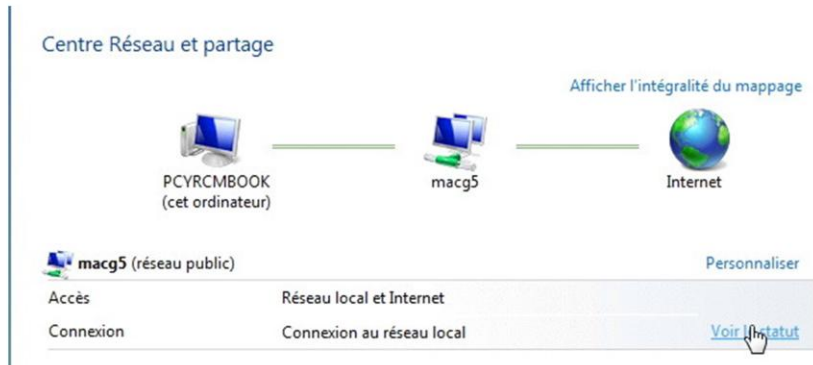 Centre Réseau et partage
Afficher l'intégralité du mappage
PCYRCMBOOK
(cet ordinateur)
macg5
Internet
macg5 (réseau public)
Personnaliser
Accès
Réseau local et Internet
Connexion
Connexion au réseau local
Voir statut